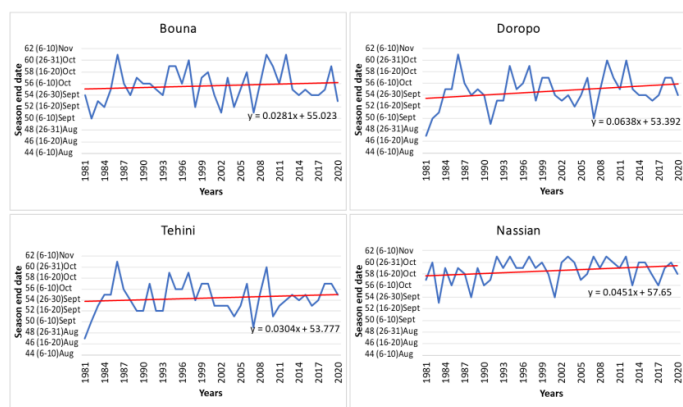 Bouna
Season end date
62 (6-10)Nov
60 (26-31)Oct
58 (16-20)Oct
56 (6-10)Oct
54 (26-30)Sept
52 (16-20)Sept
50 (6-10)Sept
48 (26-31)Aug
46 (16-20)Aug
44 (6-10)Aug
y = 0.0281x + 55.023
1981 1984 1987 1990 1993 1996 1999 2002 2005 2008 2011 2014 2017 2020
Years
Doropo
Season end date
62 (6-10)Nov
60 (26-31)Oct
58 (16-20)Oct
56 (6-10)Oct
54 (26-30)Sept
52 (16-20)Sept
50 (6-10)Sept
48 (26-31)Aug
46 (16-20)Aug
44 (6-10)Aug
y = 0.0638x + 53.392
1981 1984 1987 1990 1993 1996 1999 2002 2005 2008 2011 2014 2017 2020
Years
Tehini
Season end date
62 (6-10)Nov
60 (26-31)Oct
58 (16-20)Oct
56 (6-10)Oct
54 (26-30)Sept
52 (16-20)Sept
50 (6-10)Sept
48 (26-31)Aug
46 (16-20)Aug
44 (6-10)Aug
y = 0.0304x + 53.777
1981 1984 1987 1990 1993 1996 1999 2002 2005 2008 2011 2014 2017 2020
Years
Nassian
Season end date
62 (6-10)Nov
60 (26-31)Oct
58 (16-20)Oct
56 (6-10)Oct
54 (26-30)Sept
52 (16-20)Sept
50 (6-10)Sept
48 (26-31)Aug
46 (16-20)Aug
44 (6-10)Aug
y = 0.0451x + 57.65
1981 1984 1987 1990 1993 1996 1999 2002 2005 2008 2011 2014 2017 2020
Years